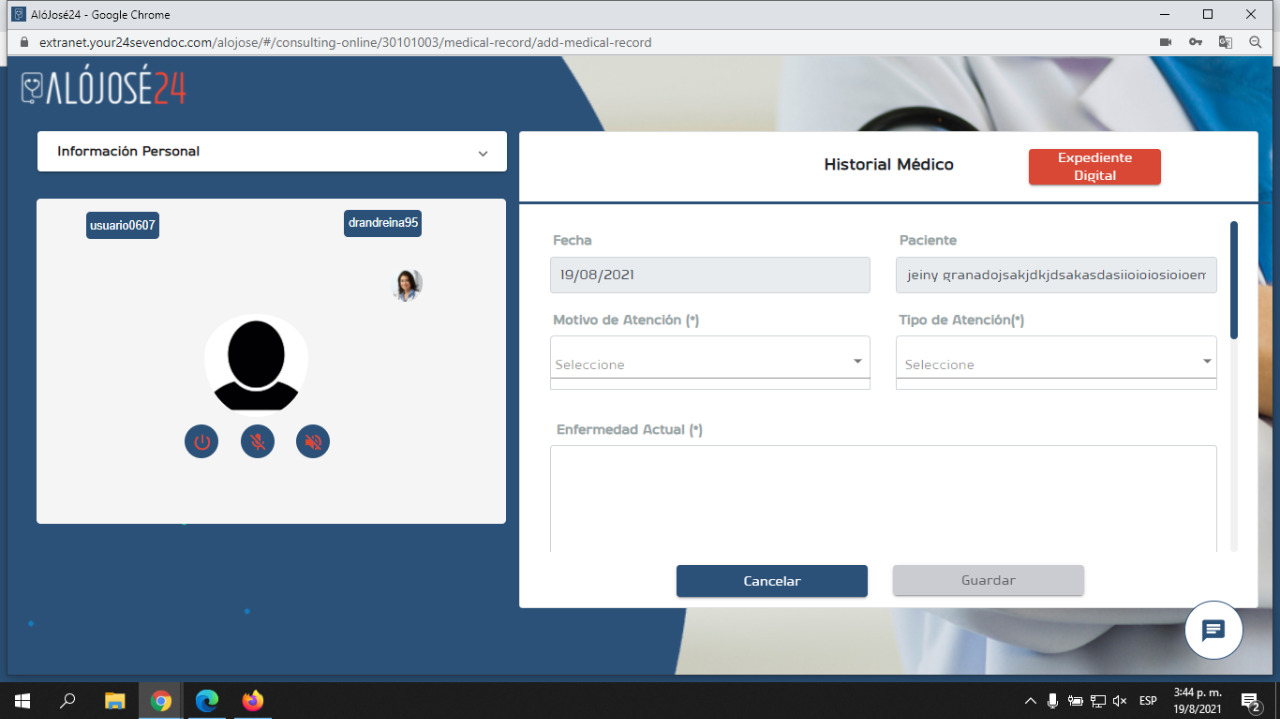 AlóJosé24 - Google Chrome
extranet.your24sevendoc.com/alojose/#/consulting-online/30101003/medical-record/add-medical-record
ALÓJOSÉ24
Información Personal
usuario0607
drandreina95
Historial Médico
Expediente
Digital
Fecha
Paciente
19/08/2021
jeiny granadojsakjdkjdsakasdasiioioiosioioem
Motivo de Atención (*)
Tipo de Atención(*)
Seleccione
Seleccione
Enfermedad Actual (*)
Cancelar
Guardar
ESP
3:44 p. m.
19/8/2021
2